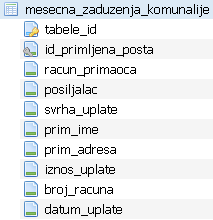 mesecna_zaduzenja_komunalije
tabele_id
id_primljena_posta
racun_primaoca
posiljalac
svrha_uplate
prim_ime
prim_adresa
iznos_uplate
broj_racuna
datum_uplate